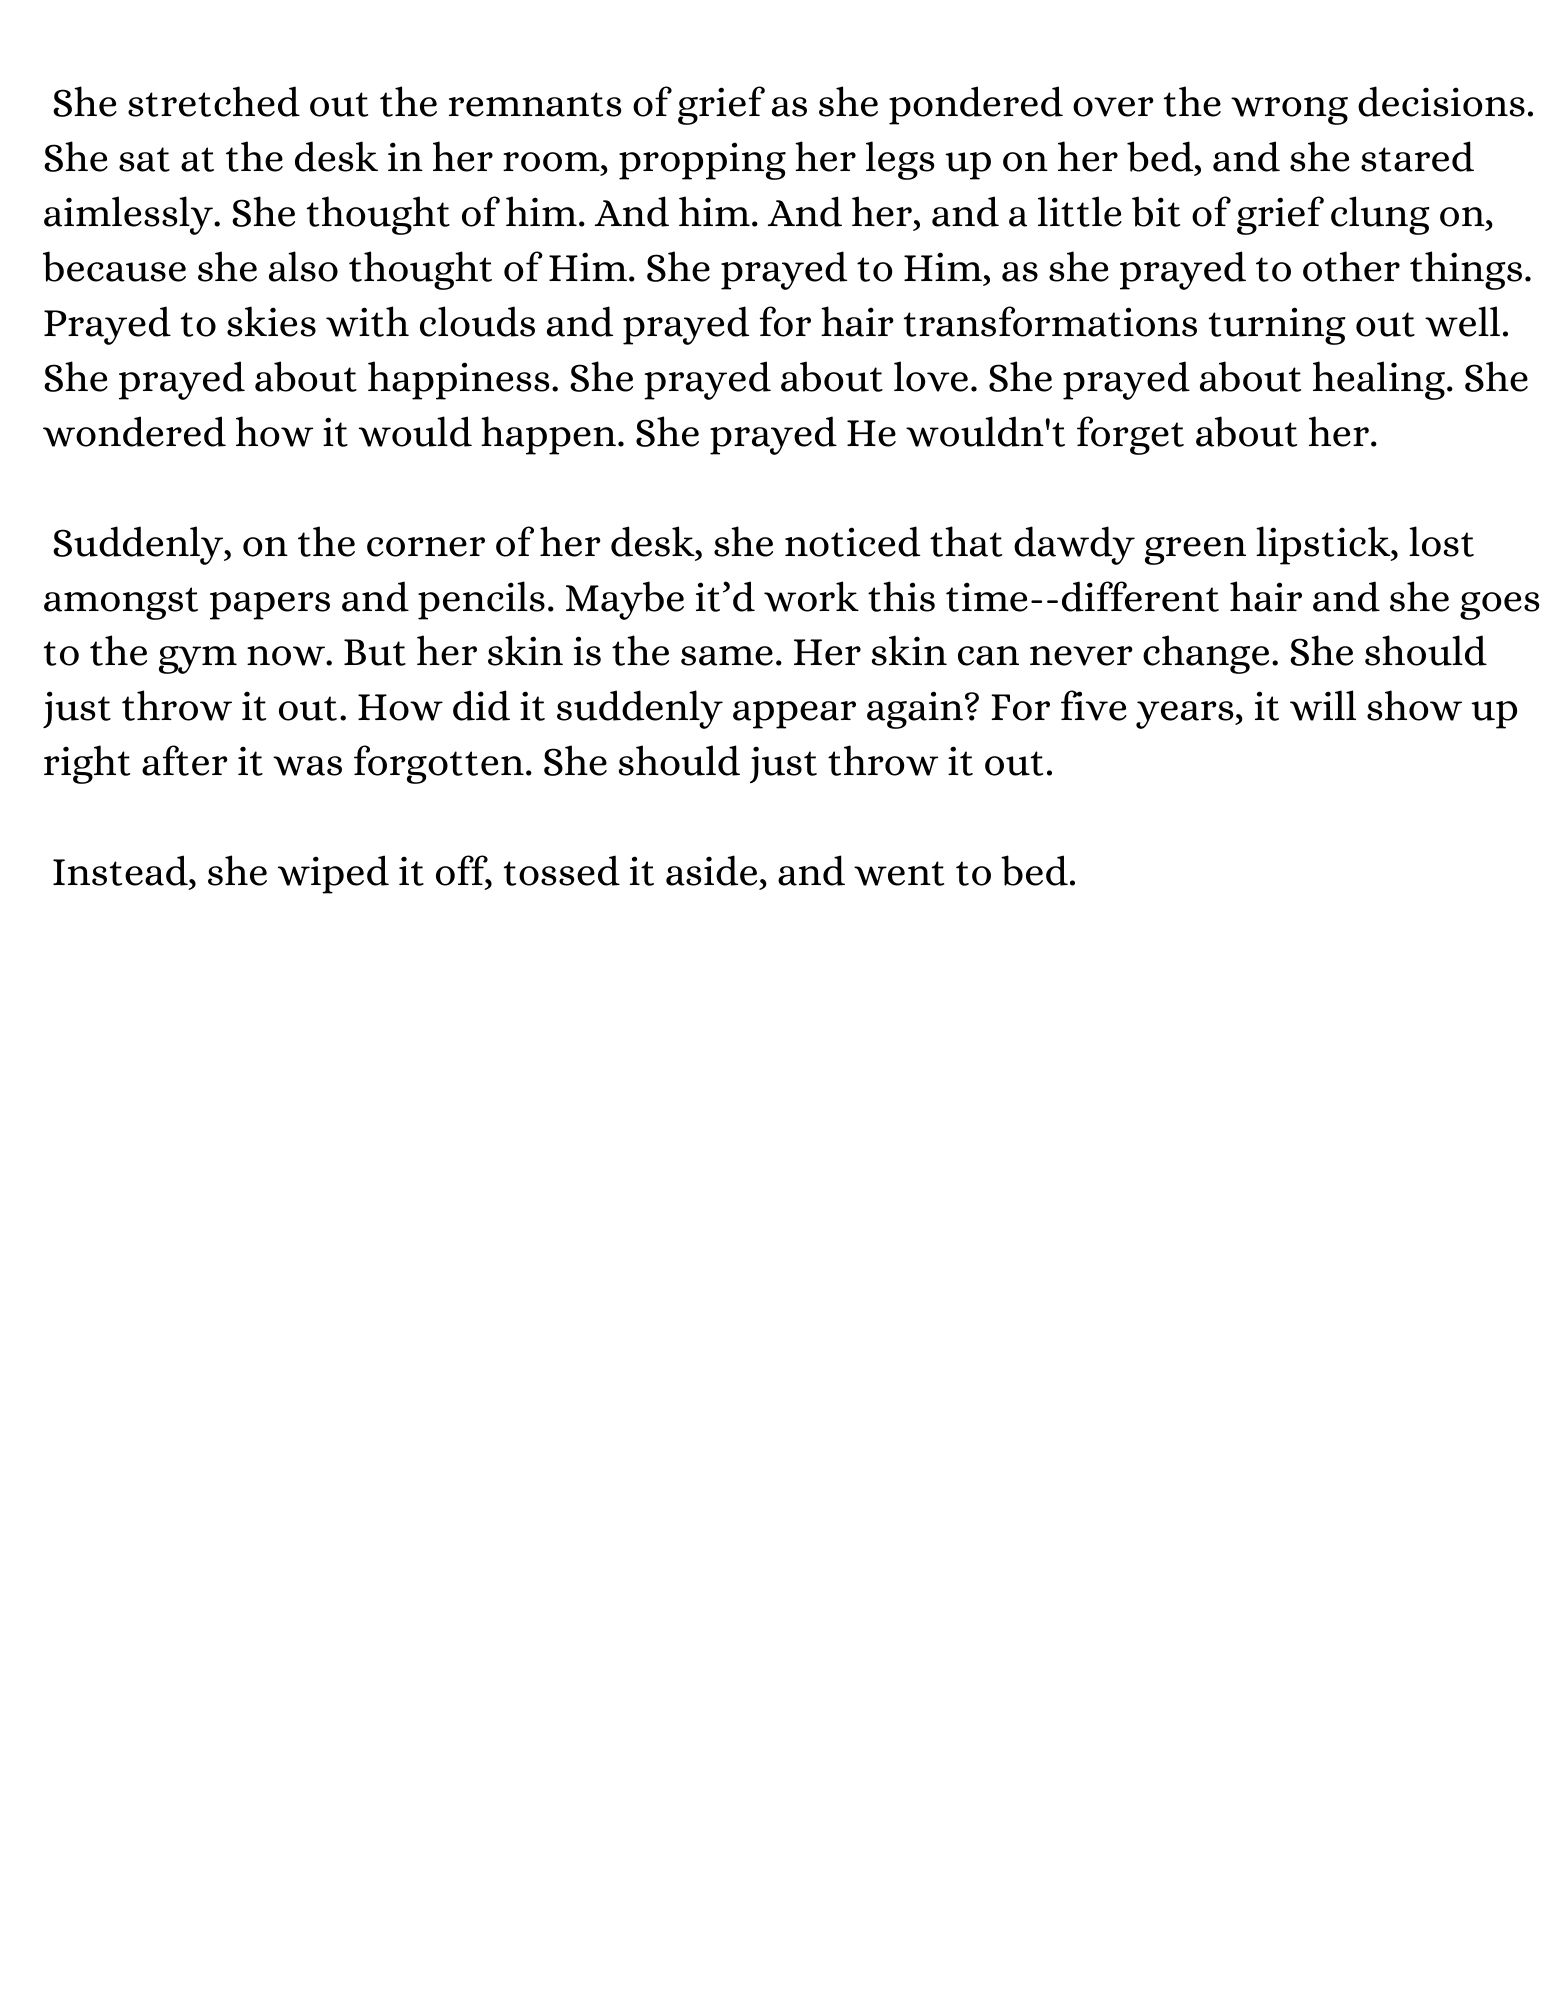 She stretched out the remnants of grief as she pondered over the wrong decisions.
She sat at the desk in her room, propping her legs up on her bed, and she stared
aimlessly. She thought of him. And him. And her, and a little bit of grief clung on,
because she also thought of Him. She prayed to Him, as she prayed to other things.
Prayed to skies with clouds and prayed for hair transformations turning out well.
She prayed about happiness. She prayed about love. She prayed about healing. She
wondered how it would happen. She prayed He wouldn't forget about her.
Suddenly, on the corner of her desk, she noticed that dawdy green lipstick, lost
amongst papers and pencils. Maybe it’d work this time--different hair and she goes
to the gym now. But her skin is the same. Her skin can never change. She should
just throw it out. How did it suddenly appear again? For five years, it will show up
right after it was forgotten. She should just throw it out.
Instead, she wiped it off, tossed it aside, and went to bed.